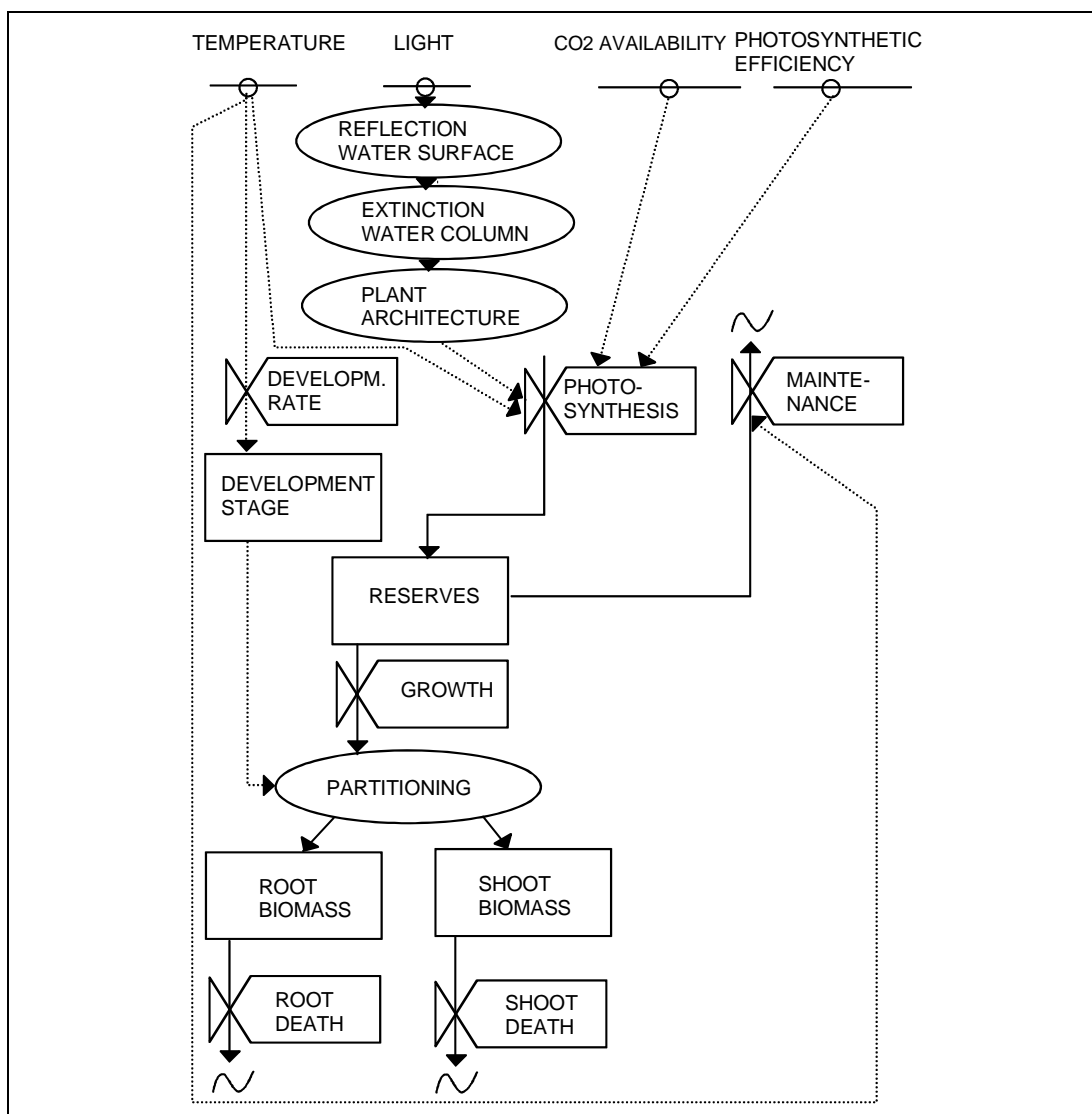 TEMPERATURE
LIGHT
CO2 AVAILABILITY
PHOTOSYNTHETIC
EFFICIENCY
REFLECTION
WATER SURFACE
EXTINCTION
WATER COLUMN
PLANT
ARCHITECTURE
DEVELOPM.
RATE
PHOTO-
SYNTHESIS
MAINTE-
NANCE
DEVELOPMENT
STAGE
RESERVES
GROWTH
PARTITIONING
ROOT
BIOMASS
SHOOT
BIOMASS
ROOT
DEATH
SHOOT
DEATH